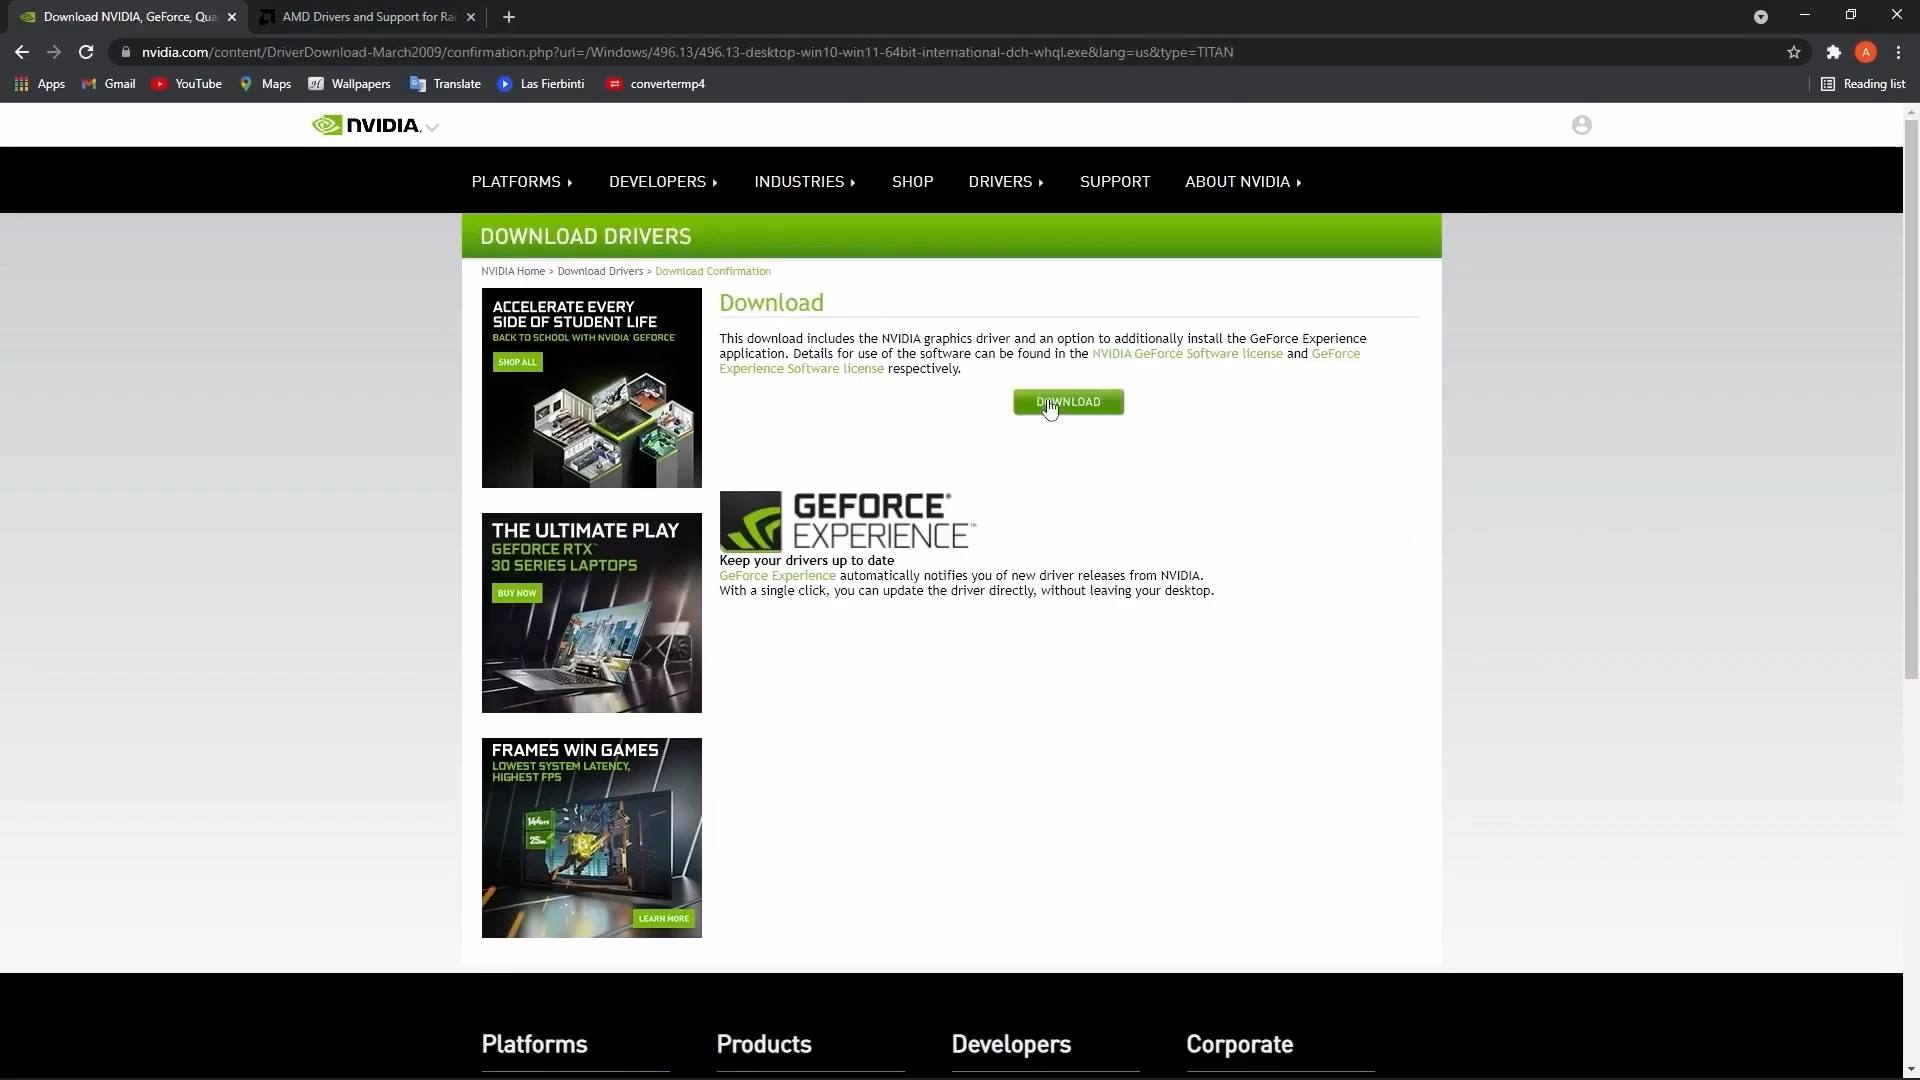 Download NVIDIA, GeForce, Qua
AMD Drivers and Support for Rad
nvidia.com/content/DriverDownload-March2009/confirmation.php?url=/Windows/496.13/496.13-desktop-win10-win11-64bit-international-dch-whql.exe&lang=us&type=TITAN
A
Apps
Gmail
YouTube
Maps
Wallpapers
Translate
Las Fierbinti
convertermp4
Reading list
NVIDIA.
PLATFORMS
DEVELOPERS
INDUSTRIES
SHOP
DRIVERS
SUPPORT
ABOUT NVIDIA
DOWNLOAD DRIVERS
NVIDIA Home > Download Drivers > Download Confirmation
ACCELERATE EVERY
SIDE OF STUDENT LIFE
BACK TO SCHOOL WITH NVIDIA GEFORCE®
SHOP ALL
Download
This download includes the NVIDIA graphics driver and an option to additionally install the GeForce Experience
application. Details for use of the software can be found in the NVIDIA GeForce Software license and GeForce
Experience Software license respectively.
DOWNLOAD
GEFORCE®
EXPERIENCE™
Keep your drivers up to date
GeForce Experience automatically notifies you of new driver releases from NVIDIA.
With a single click, you can update the driver directly, without leaving your desktop.
THE ULTIMATE PLAY
GEFORCE RTX™
30 SERIES LAPTOPS
BUY NOW
FRAMES WIN GAMES
LOWEST SYSTEM LATENCY,
HIGHEST FPS
LEARN MORE
Platforms
Products
Developers
Corporate